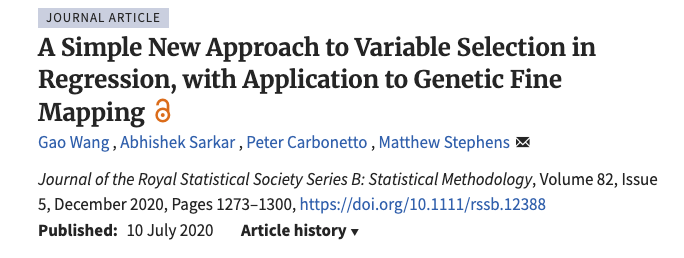 JOURNAL ARTICLE
A Simple New Approach to Variable Selection in
Regression, with Application to Genetic Fine
Mapping
Gao Wang , Abhishek Sarkar , Peter Carbonetto , Matthew Stephens
Journal of the Royal Statistical Society Series B: Statistical Methodology, Volume 82, Issue
5, December 2020, Pages 1273–1300, https://doi.org/10.1111/rssb.12388
Published: 10 July 2020 Article history ▾